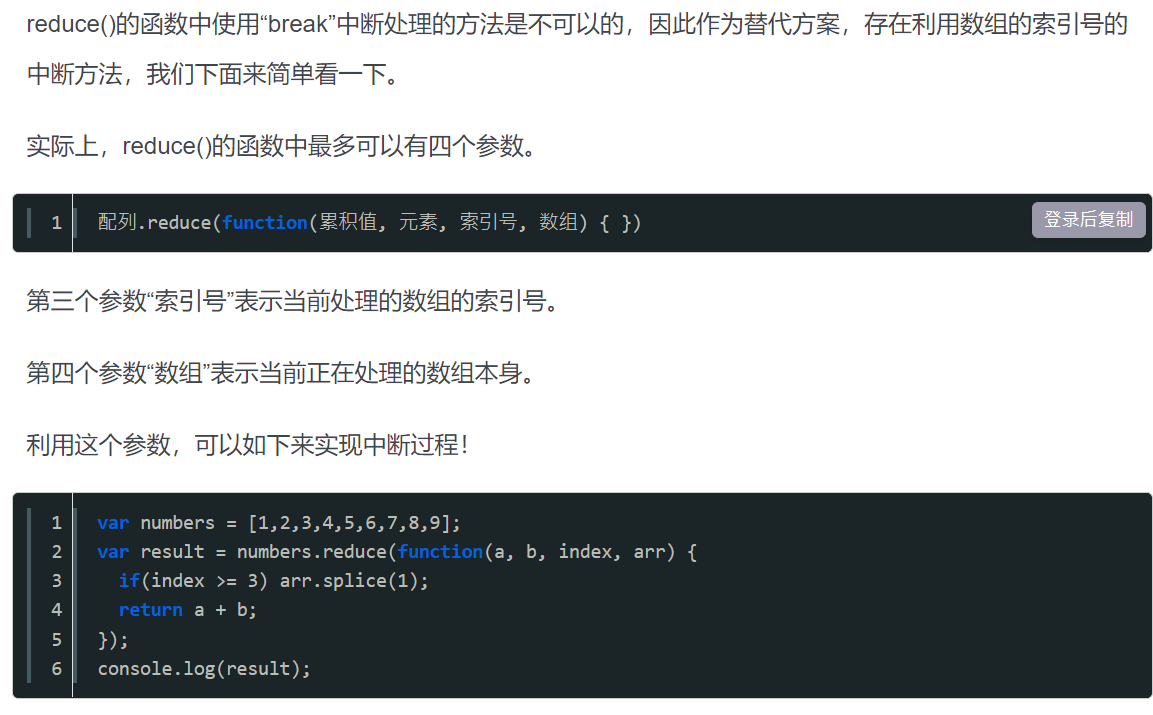 reduce()的函数中使用“break”中断处理的方法是不可以的，因此作为替代方案，存在利用数组的索引号的
中断方法，我们下面来简单看一下。
实际上，reduce()的函数中最多可以有四个参数。
1 配列.reduce(function(累积值, 元素, 索引号, 数组) { })
登录后复制
第三个参数“索引号”表示当前处理的数组的索引号。
第四个参数“数组”表示当前正在处理的数组本身。
利用这个参数，可以如下来实现中断过程！
1 var numbers = [1,2,3,4,5,6,7,8,9];
2 var result = numbers.reduce(function(a, b, index, arr) {
3   if(index >= 3) arr.splice(1);
4   return a + b;
5 });
6 console.log(result);